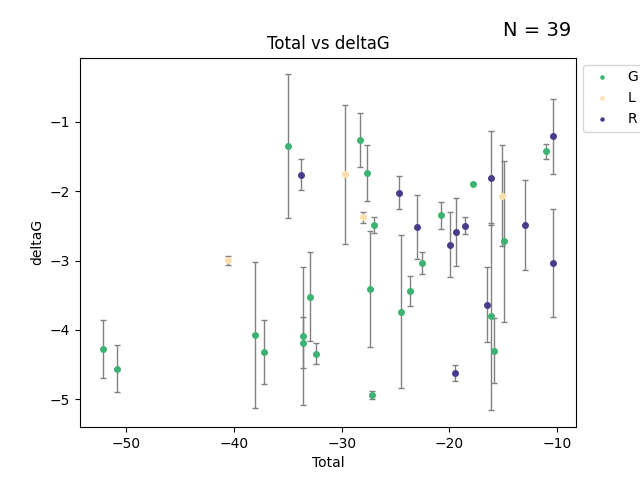 N = 39
Total vs deltaG
G
L
R
−1
−2
−3
−4
−5
deltaG
−50 −40 −30 −20 −10
Total